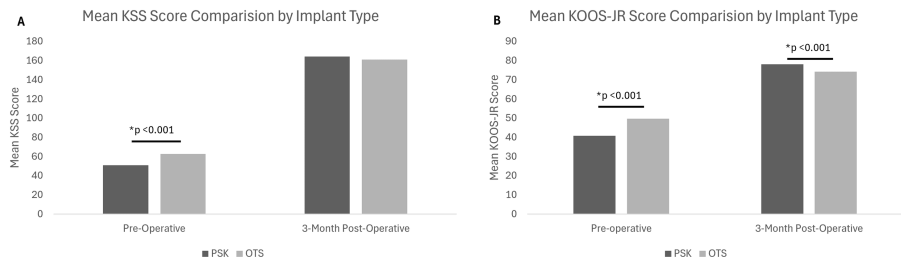 A
Mean KSS Score Comparision by Implant Type
Mean KSS Score
180
160
140
120
100
80
60
40
20
0
*p <0.001
Pre-Operative
3-Month Post-Operative
PSK OTS
B
Mean KOOS-JR Score Comparision by Implant Type
Mean KOOS-JR Score
90
80
70
60
50
40
30
20
10
0
*p <0.001
*p <0.001
Pre-operative
3-Month Post-Operative
PSK OTS